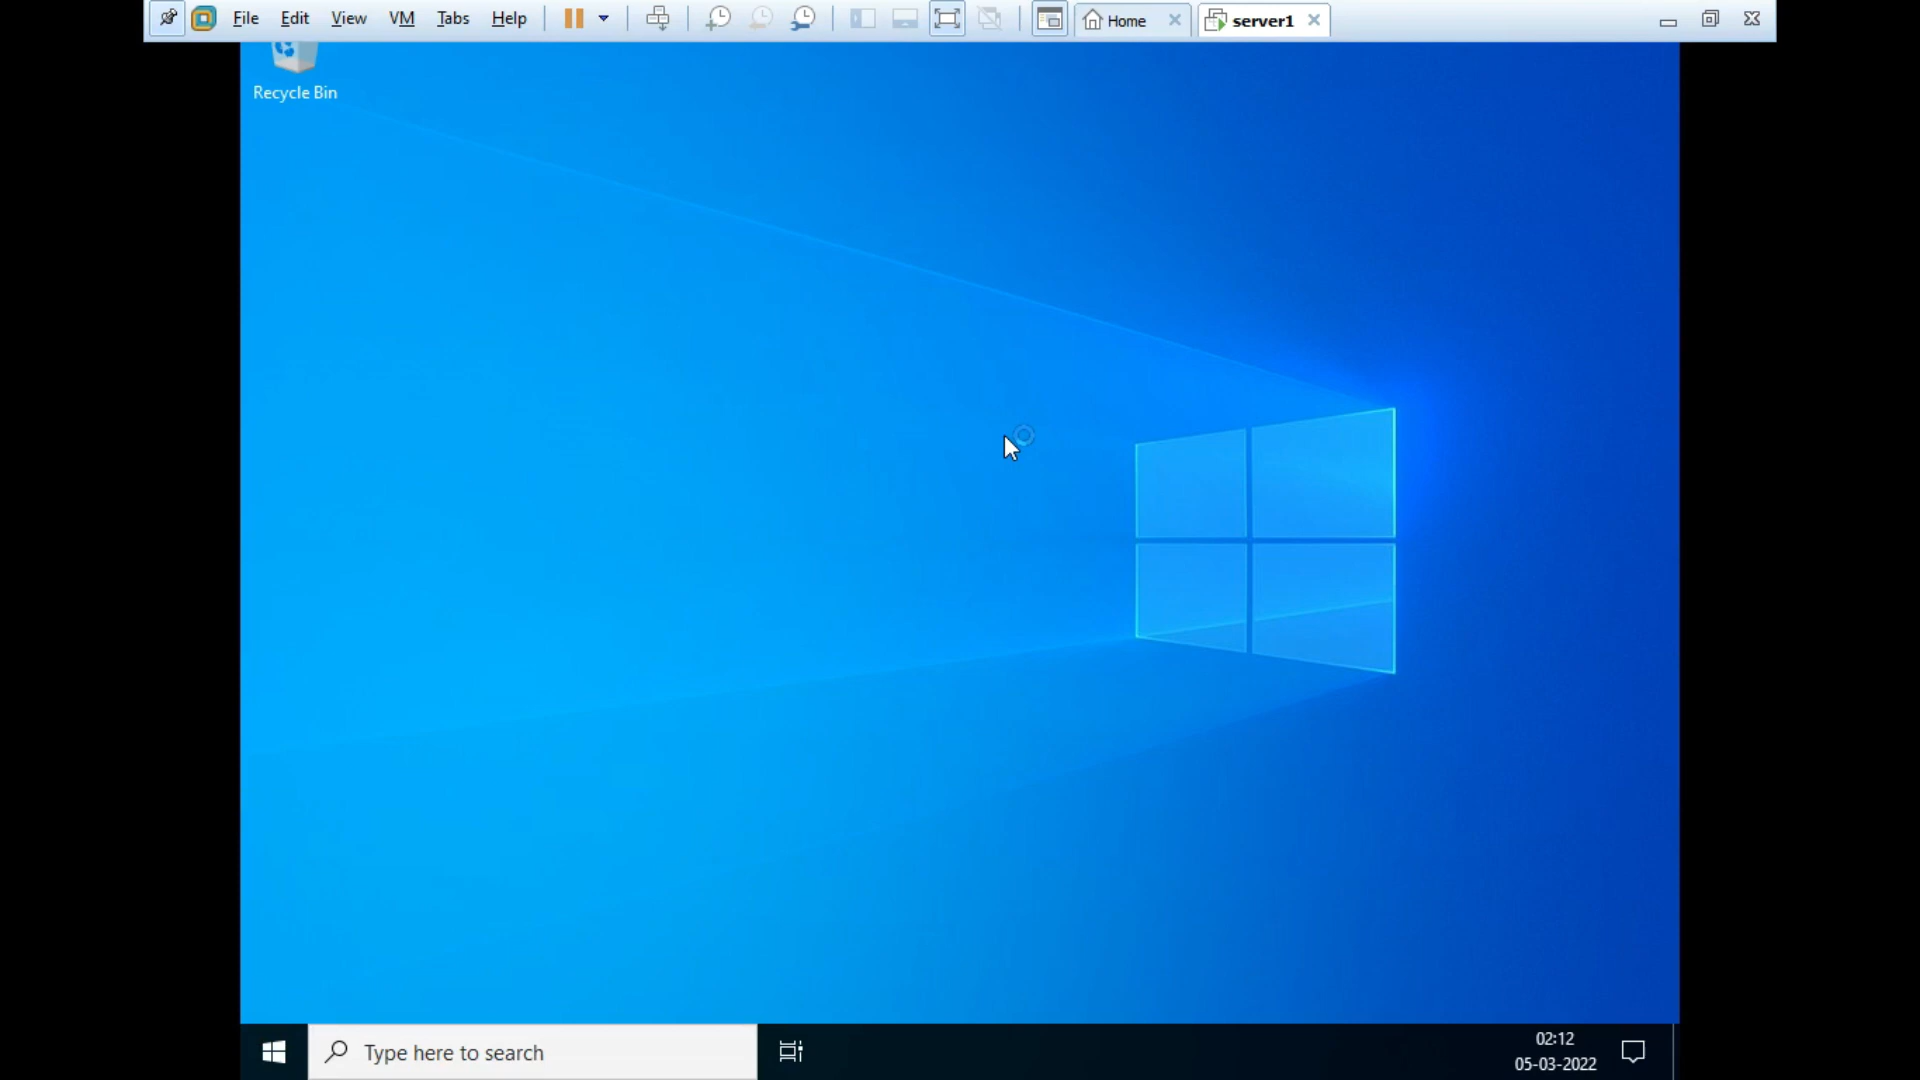 File Edit View VM Tabs Help Home server1
Recycle Bin
Type here to search
02:12
05-03-2022